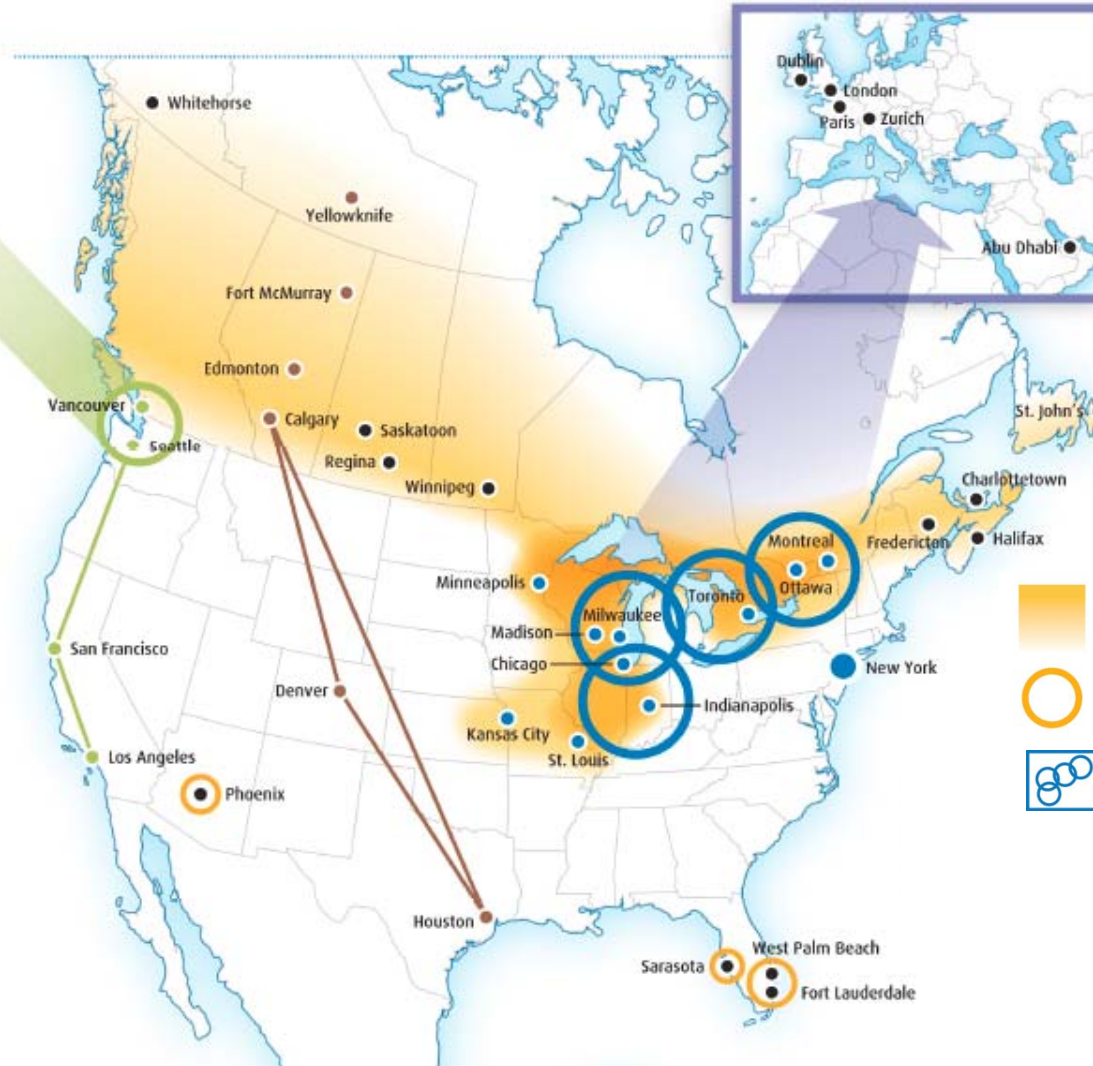 Dublin
London
Paris
Zurich
Abu Dhabi
Whitehorse
Yellowknife
Fort McMurray
Edmonton
Vancouver
Calgary
Seattle
Saskatoon
Regina
Winnipeg
St. John's
Charlottetown
Fredericton
Halifax
Montreal
Ottawa
Toronto
Minneapolis
Milwaukee
Madison
Chicago
New York
San Francisco
Denver
Indianapolis
Kansas City
St. Louis
Los Angeles
Phoenix
Houston
West Palm Beach
Sarasota
Fort Lauderdale